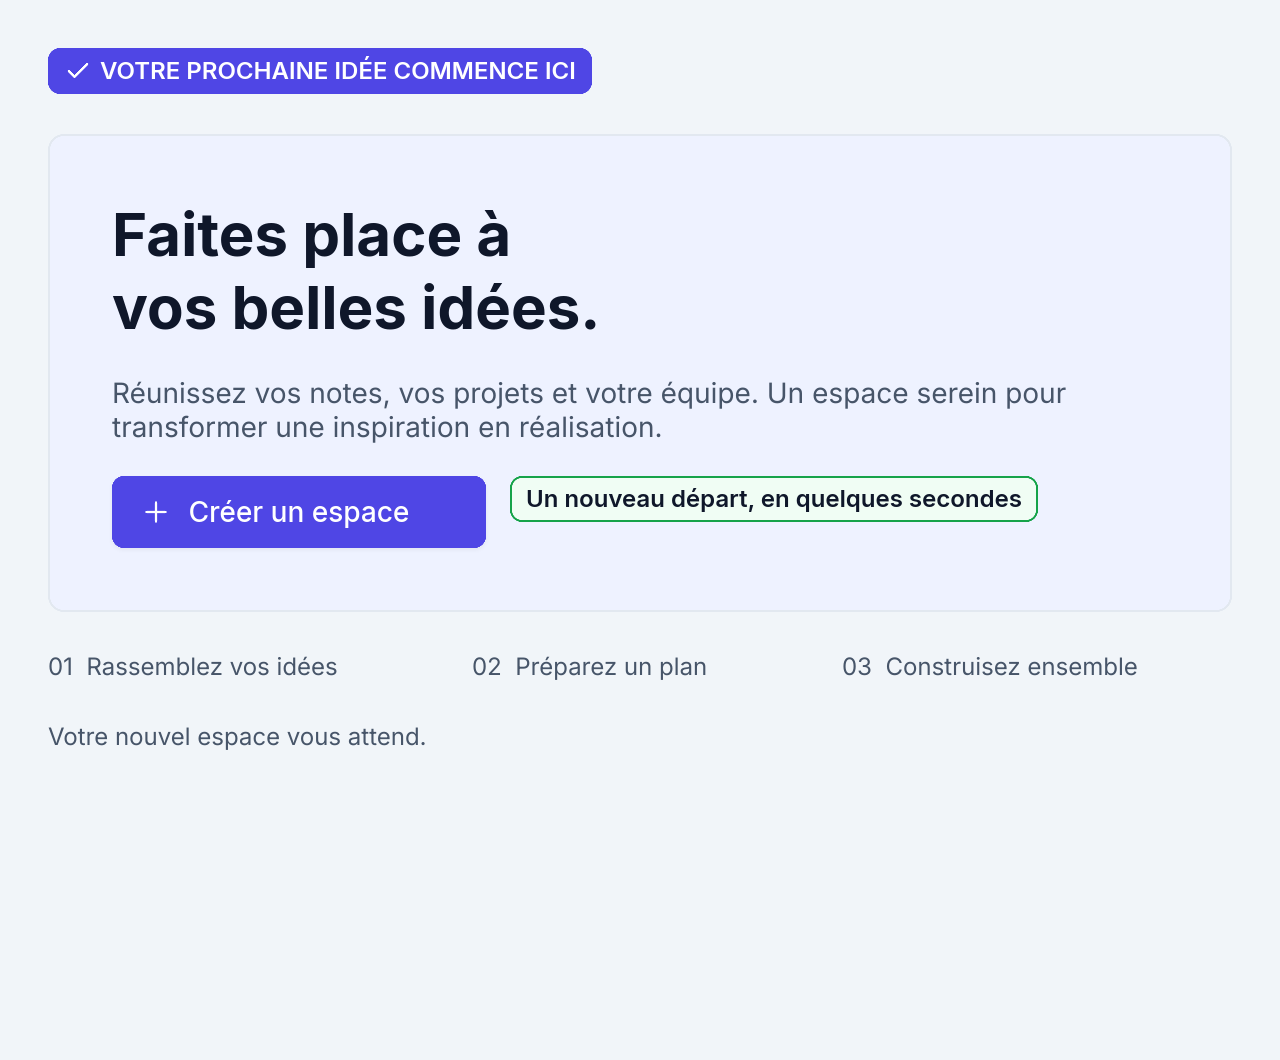 VOTRE PROCHAINE IDÉE COMMENCE ICI
Faites place à
vos belles idées.
Réunissez vos notes, vos projets et votre équipe. Un espace serein pour
transformer une inspiration en réalisation.
Créer un espace
Un nouveau départ, en quelques secondes
01 Rassemblez vos idées
02 Préparez un plan
03 Construisez ensemble
Votre nouvel espace vous attend.